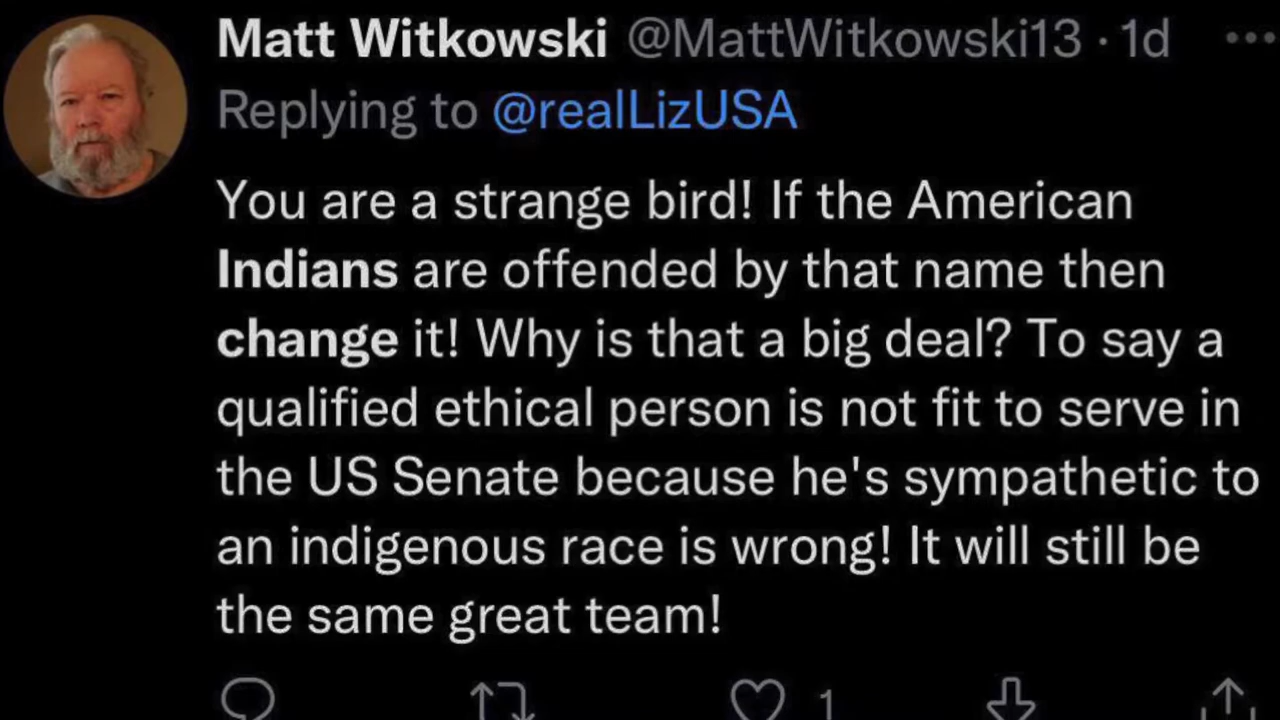 Matt Witkowski @MattWitkowski13 · 1d
Replying to @realLizUSA
You are a strange bird! If the American
Indians are offended by that name then
change it! Why is that a big deal? To say a
qualified ethical person is not fit to serve in
the US Senate because he's sympathetic to
an indigenous race is wrong! It will still be
the same great team!
1